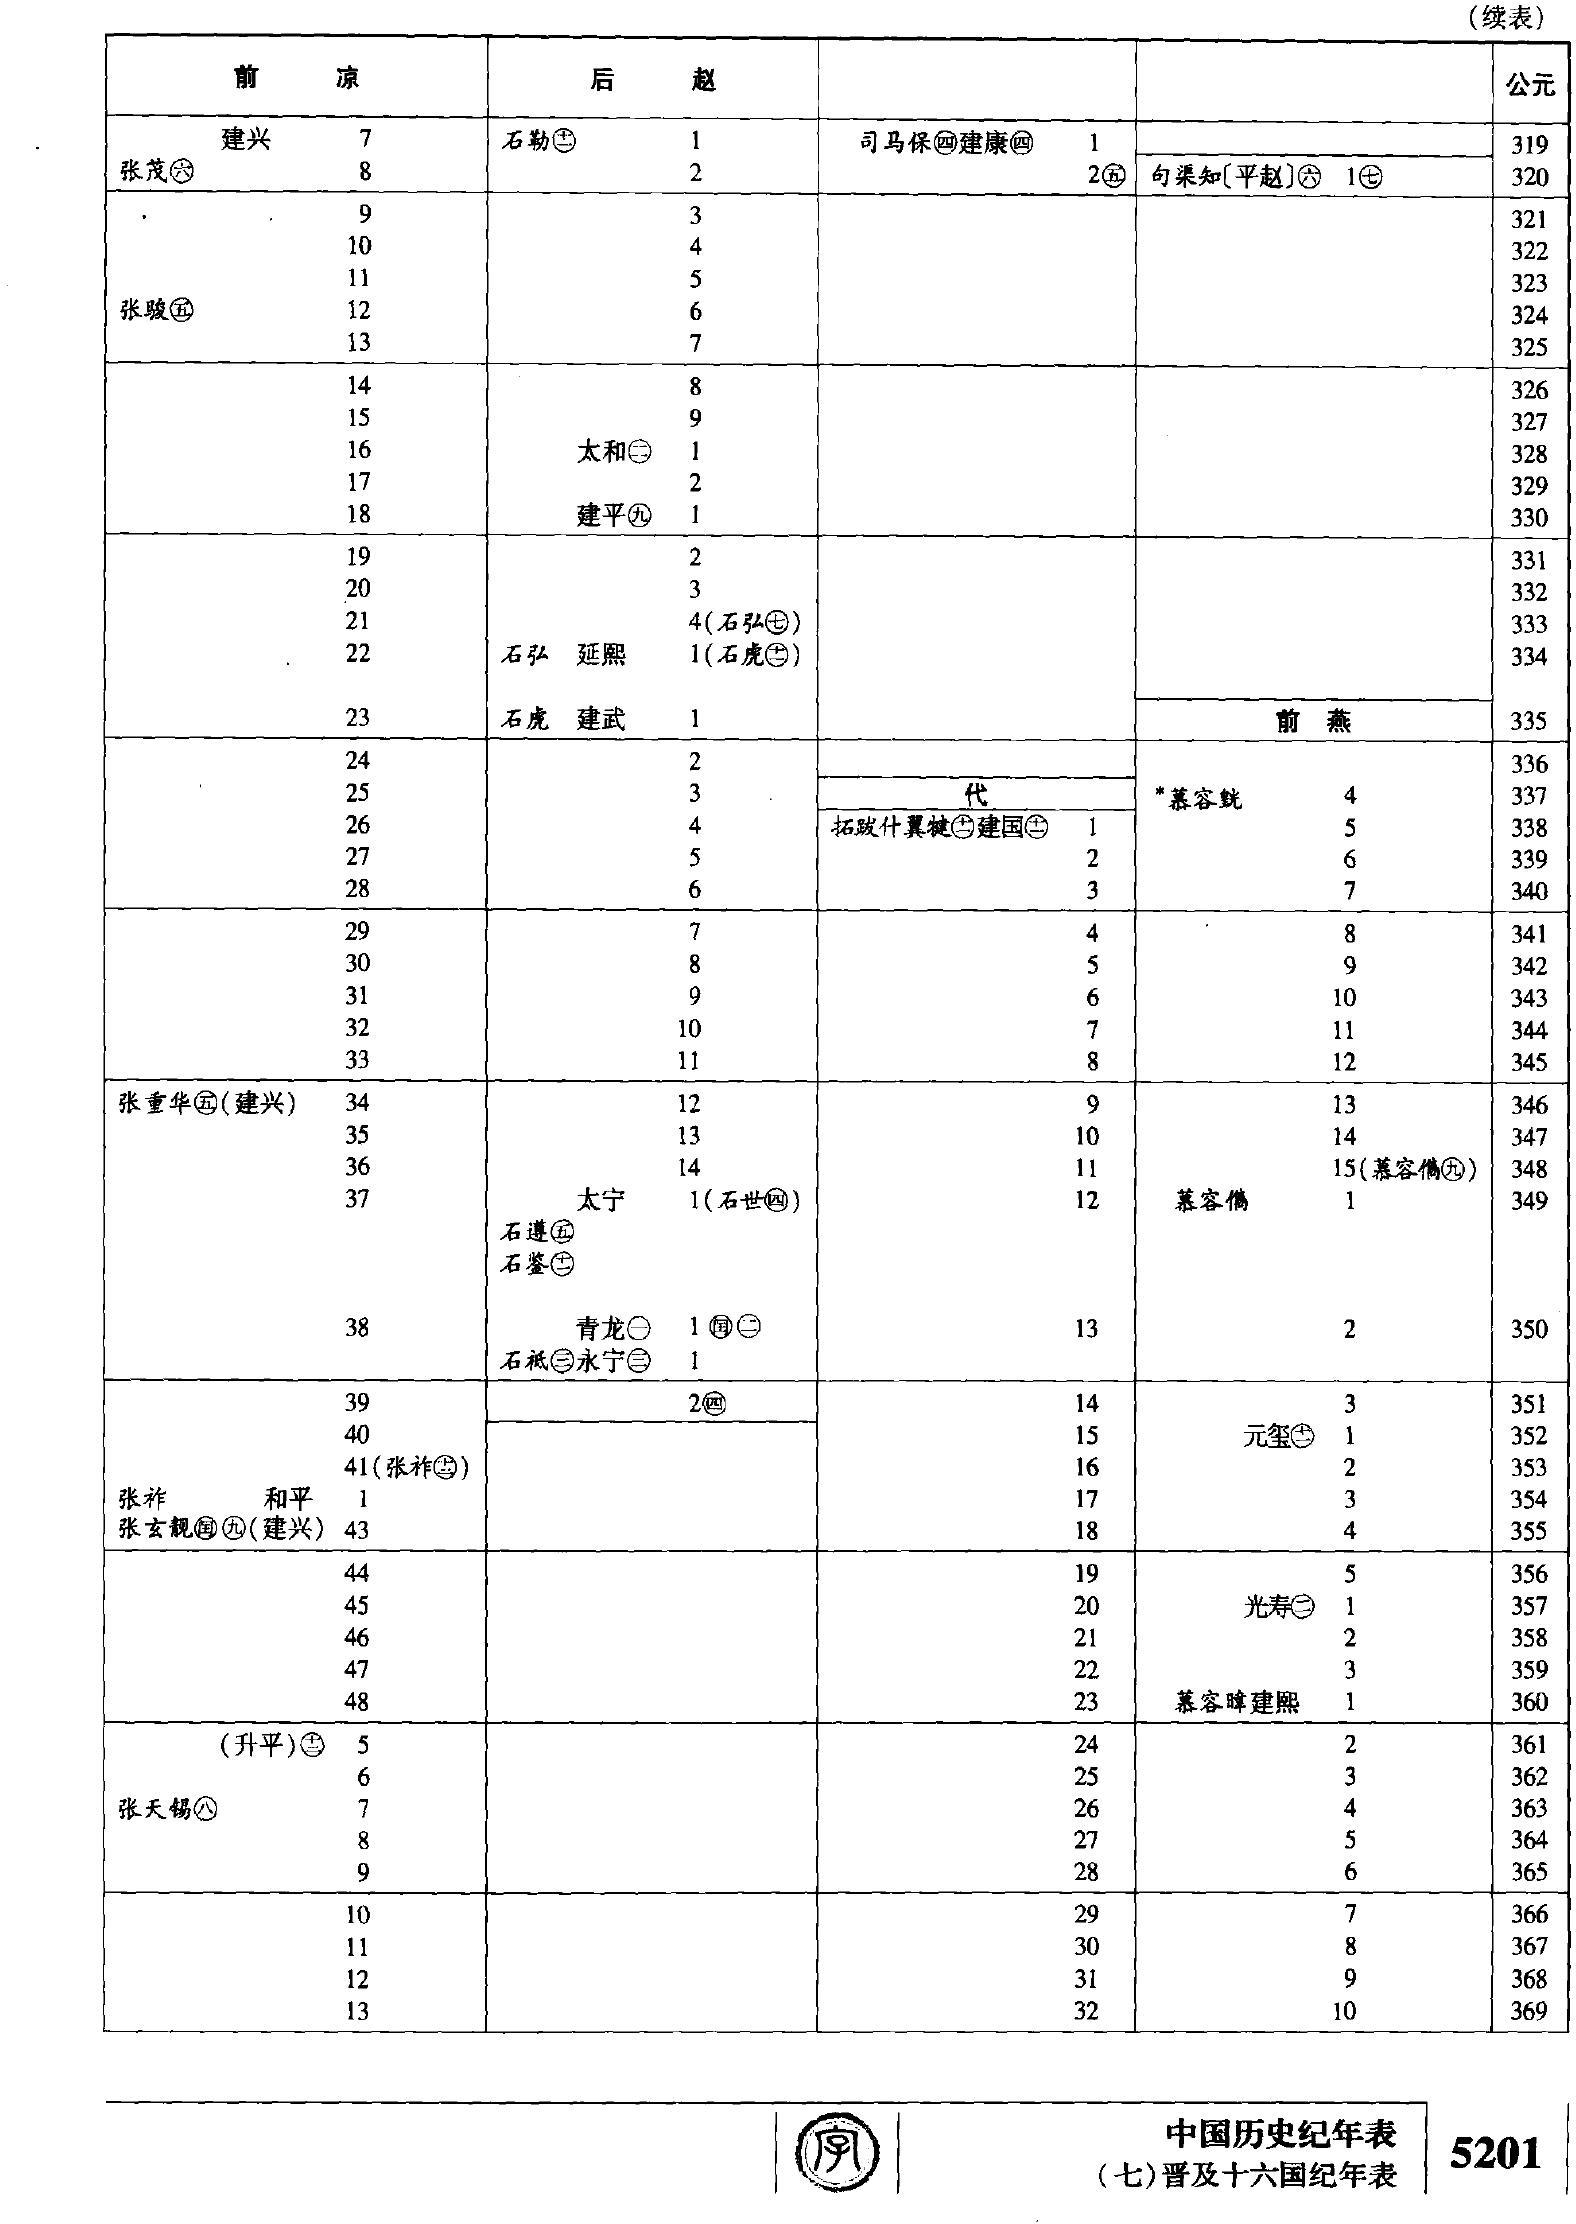 （续表）
前 凉 后 赵 公元
建兴 7 石勒㊉㊀ 1 司马保㊃建康㊃ 1 319
张茂㊅ 8 2 2㊄ 句渠知〔平赵〕㊅ 1㊆ 320
9 3 321
10 4 322
11 5 323
张骏㊄ 12 6 324
13 7 325
14 8 326
15 9 327
16 太和㊁ 1 328
17 2 329
18 建平㊈ 1 330
19 2 331
20 3 332
21 4（石弘㊆） 333
22 石弘 延熙 1（石虎） 334
23 石虎 建武 1 前 燕 335
24 2 336
25 3 代 *慕容皝 4 337
26 4 拓跋什翼犍建国 1 5 338
27 5 2 6 339
28 6 3 7 340
29 7 4 8 341
30 8 5 9 342
31 9 6 10 343
32 10 7 11 344
33 11 8 12 345
张重华㊄（建兴） 34 12 9 13 346
35 13 10 14 347
36 14 11 15（慕容儁㊈） 348
37 太宁 1（石世㊃） 12 慕容儁 1 349
石遵㊄
石鉴
38 青龙㊀ 1 ㊁ 13 2 350
石祗㊂永宁㊂ 1
39 2㊃ 14 3 351
40 15 元玺 1 352
41（张祚） 16 2 353
张祚 和平 1 17 3 354
张玄靓㊈（建兴） 43 18 4 355
44 19 5 356
45 20 光寿㊁ 1 357
46 21 2 358
47 22 3 359
48 23 慕容暐建熙 1 360
（升平） 5 24 2 361
6 25 3 362
张天锡㊇ 7 26 4 363
8 27 5 364
9 28 6 365
10 29 7 366
11 30 8 367
12 31 9 368
13 32 10 369
字
中国历史纪年表
（七）晋及十六国纪年表
5201